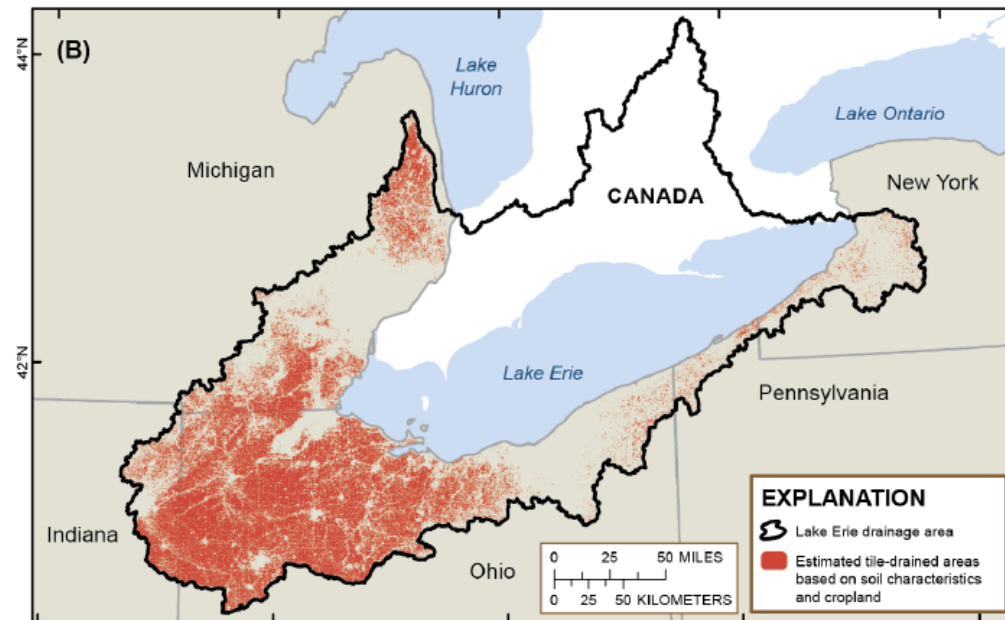 (B)
44°N
Lake
Huron
Lake Ontario
Michigan
New York
CANADA
42°N
Lake Erie
Pennsylvania
Indiana
Ohio
0 25 50 MILES
0 25 50 KILOMETERS
EXPLANATION
Lake Erie drainage area
Estimated tile-drained areas
based on soil characteristics
and cropland